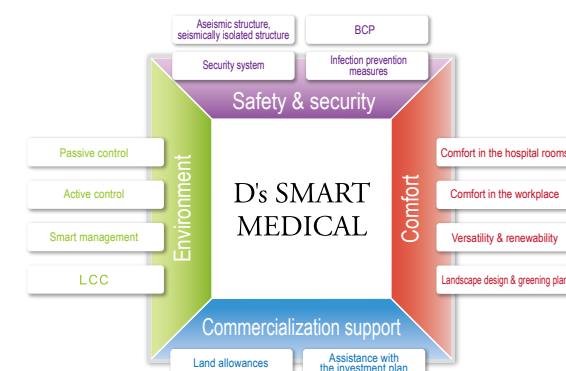 Aseismic structure,
seismically isolated structure
BCP
Security system
Infection prevention
measures
Safety & security
Passive control
Active control
Smart management
LCC
Environment
D's SMART
MEDICAL
Comfort
Comfort in the hospital rooms
Comfort in the workplace
Versatility & renewability
Landscape design & greening plan
Commercialization support
Land allowances
Assistance with
the investment plan